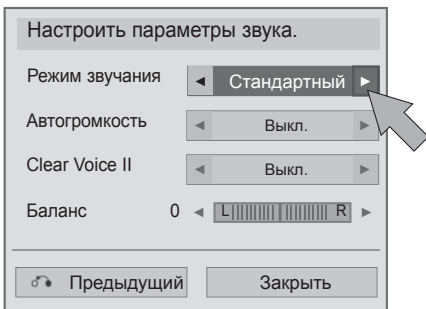 Настроить параметры звука.
Режим звучания ◄ Стандартный ►
Автогромкость ◄ Выкл. ►
Clear Voice II ◄ Выкл. ►
Баланс 0 ◄ L R ►
Предыдущий Закрыть